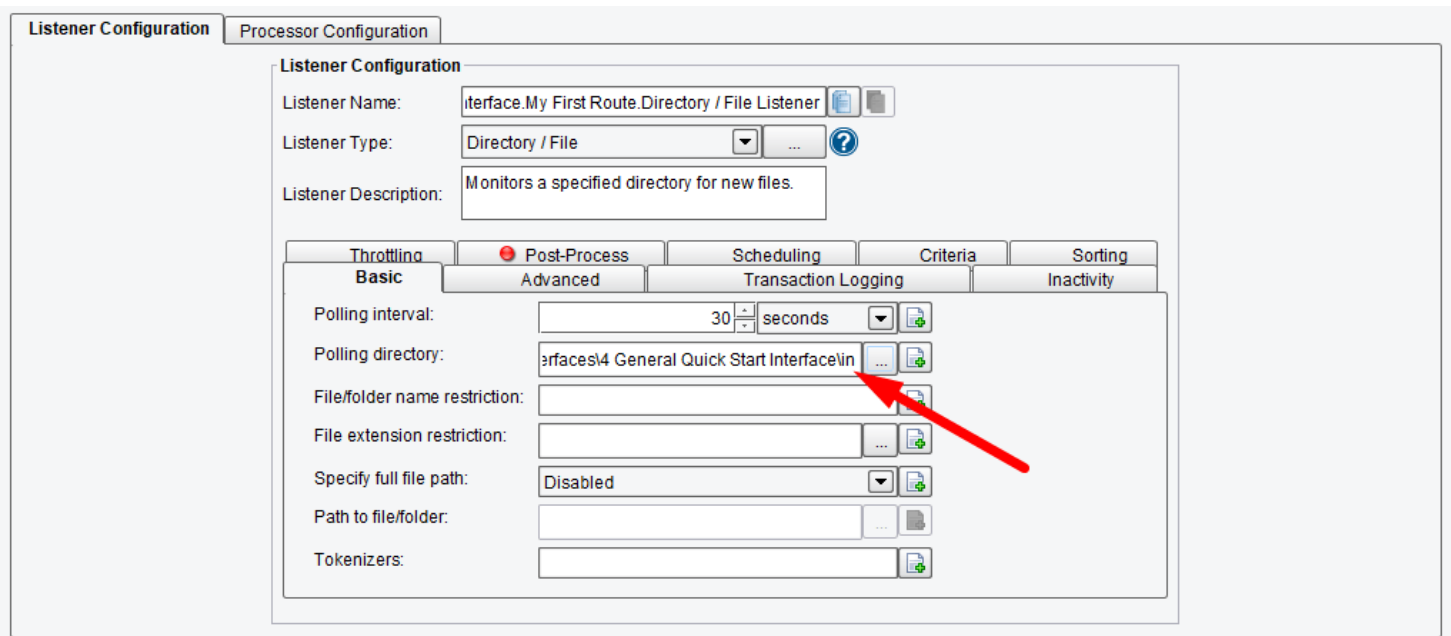 Listener Configuration Processor Configuration
Listener Configuration
Listener Name: terface.My First Route.Directory / File Listener
Listener Type: Directory / File ... ?
Listener Description: Monitors a specified directory for new files.
Throttling Post-Process Scheduling Criteria Sorting
Basic Advanced Transaction Logging Inactivity
Polling interval: 30 seconds
Polling directory: erfaces\4 General Quick Start Interface\in ...
File/folder name restriction:
File extension restriction: ...
Specify full file path: Disabled
Path to file/folder: ...
Tokenizers: